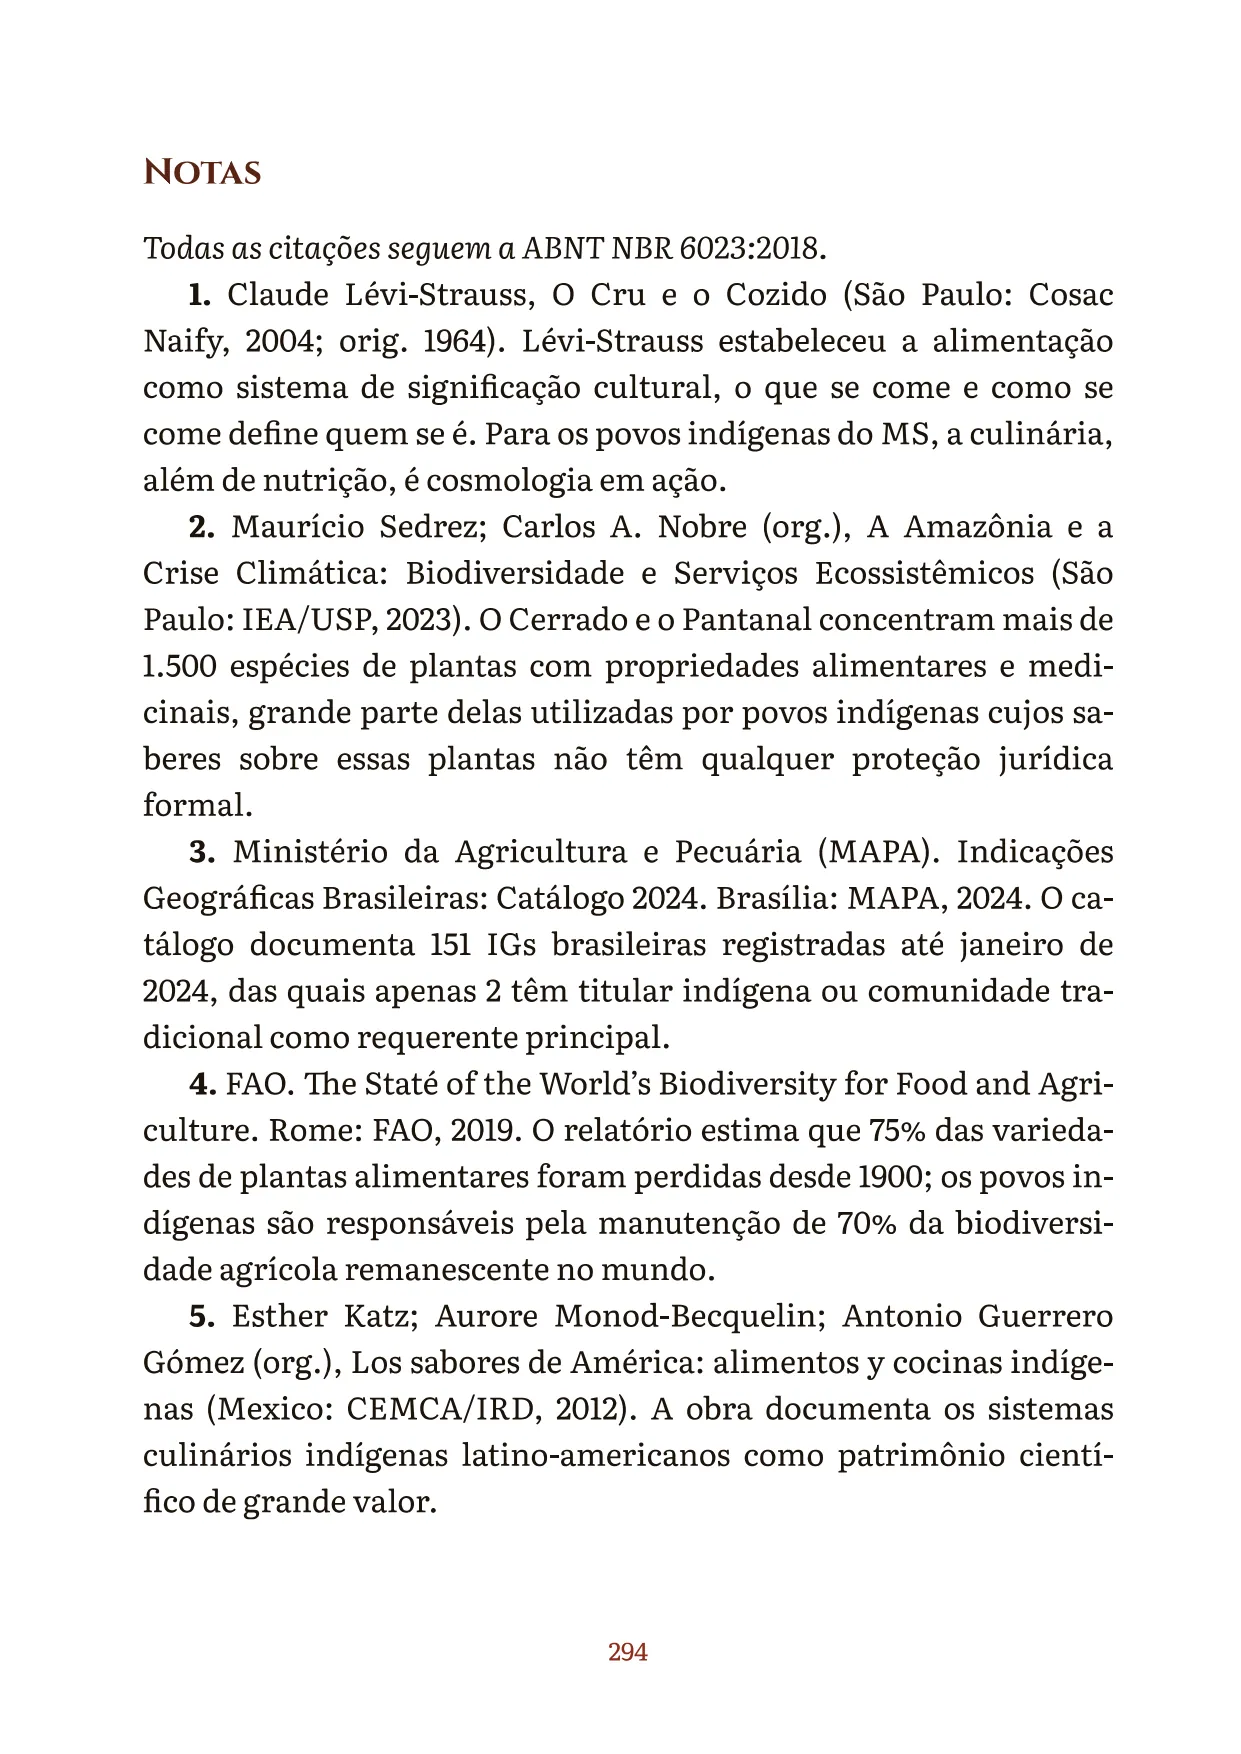 Notas
Todas as citações seguem a ABNT NBR 6023:2018.
1. Claude Lévi-Strauss, O Cru e o Cozido (São Paulo: Cosac
Naify, 2004; orig. 1964). Lévi-Strauss estabeleceu a alimentação
como sistema de significação cultural, o que se come e como se
come define quem se é. Para os povos indígenas do MS, a culinária,
além de nutrição, é cosmologia em ação.
2. Maurício Sedrez; Carlos A. Nobre (org.), A Amazônia e a
Crise Climática: Biodiversidade e Serviços Ecossistêmicos (São
Paulo: IEA/USP, 2023). O Cerrado e o Pantanal concentram mais de
1.500 espécies de plantas com propriedades alimentares e medi-
cinais, grande parte delas utilizadas por povos indígenas cujos sa-
beres sobre essas plantas não têm qualquer proteção jurídica
formal.
3. Ministério da Agricultura e Pecuária (MAPA). Indicações
Geográficas Brasileiras: Catálogo 2024. Brasília: MAPA, 2024. O ca-
tálogo documenta 151 IGs brasileiras registradas até janeiro de
2024, das quais apenas 2 têm titular indígena ou comunidade tra-
dicional como requerente principal.
4. FAO. The Staté of the World’s Biodiversity for Food and Agri-
culture. Rome: FAO, 2019. O relatório estima que 75% das varieda-
des de plantas alimentares foram perdidas desde 1900; os povos in-
dígenas são responsáveis pela manutenção de 70% da biodiversi-
dade agrícola remanescente no mundo.
5. Esther Katz; Aurore Monod-Becquelin; Antonio Guerrero
Gómez (org.), Los sabores de América: alimentos y cocinas indíge-
nas (Mexico: CEMCA/IRD, 2012). A obra documenta os sistemas
culinários indígenas latino-americanos como patrimônio cientí-
fico de grande valor.
294